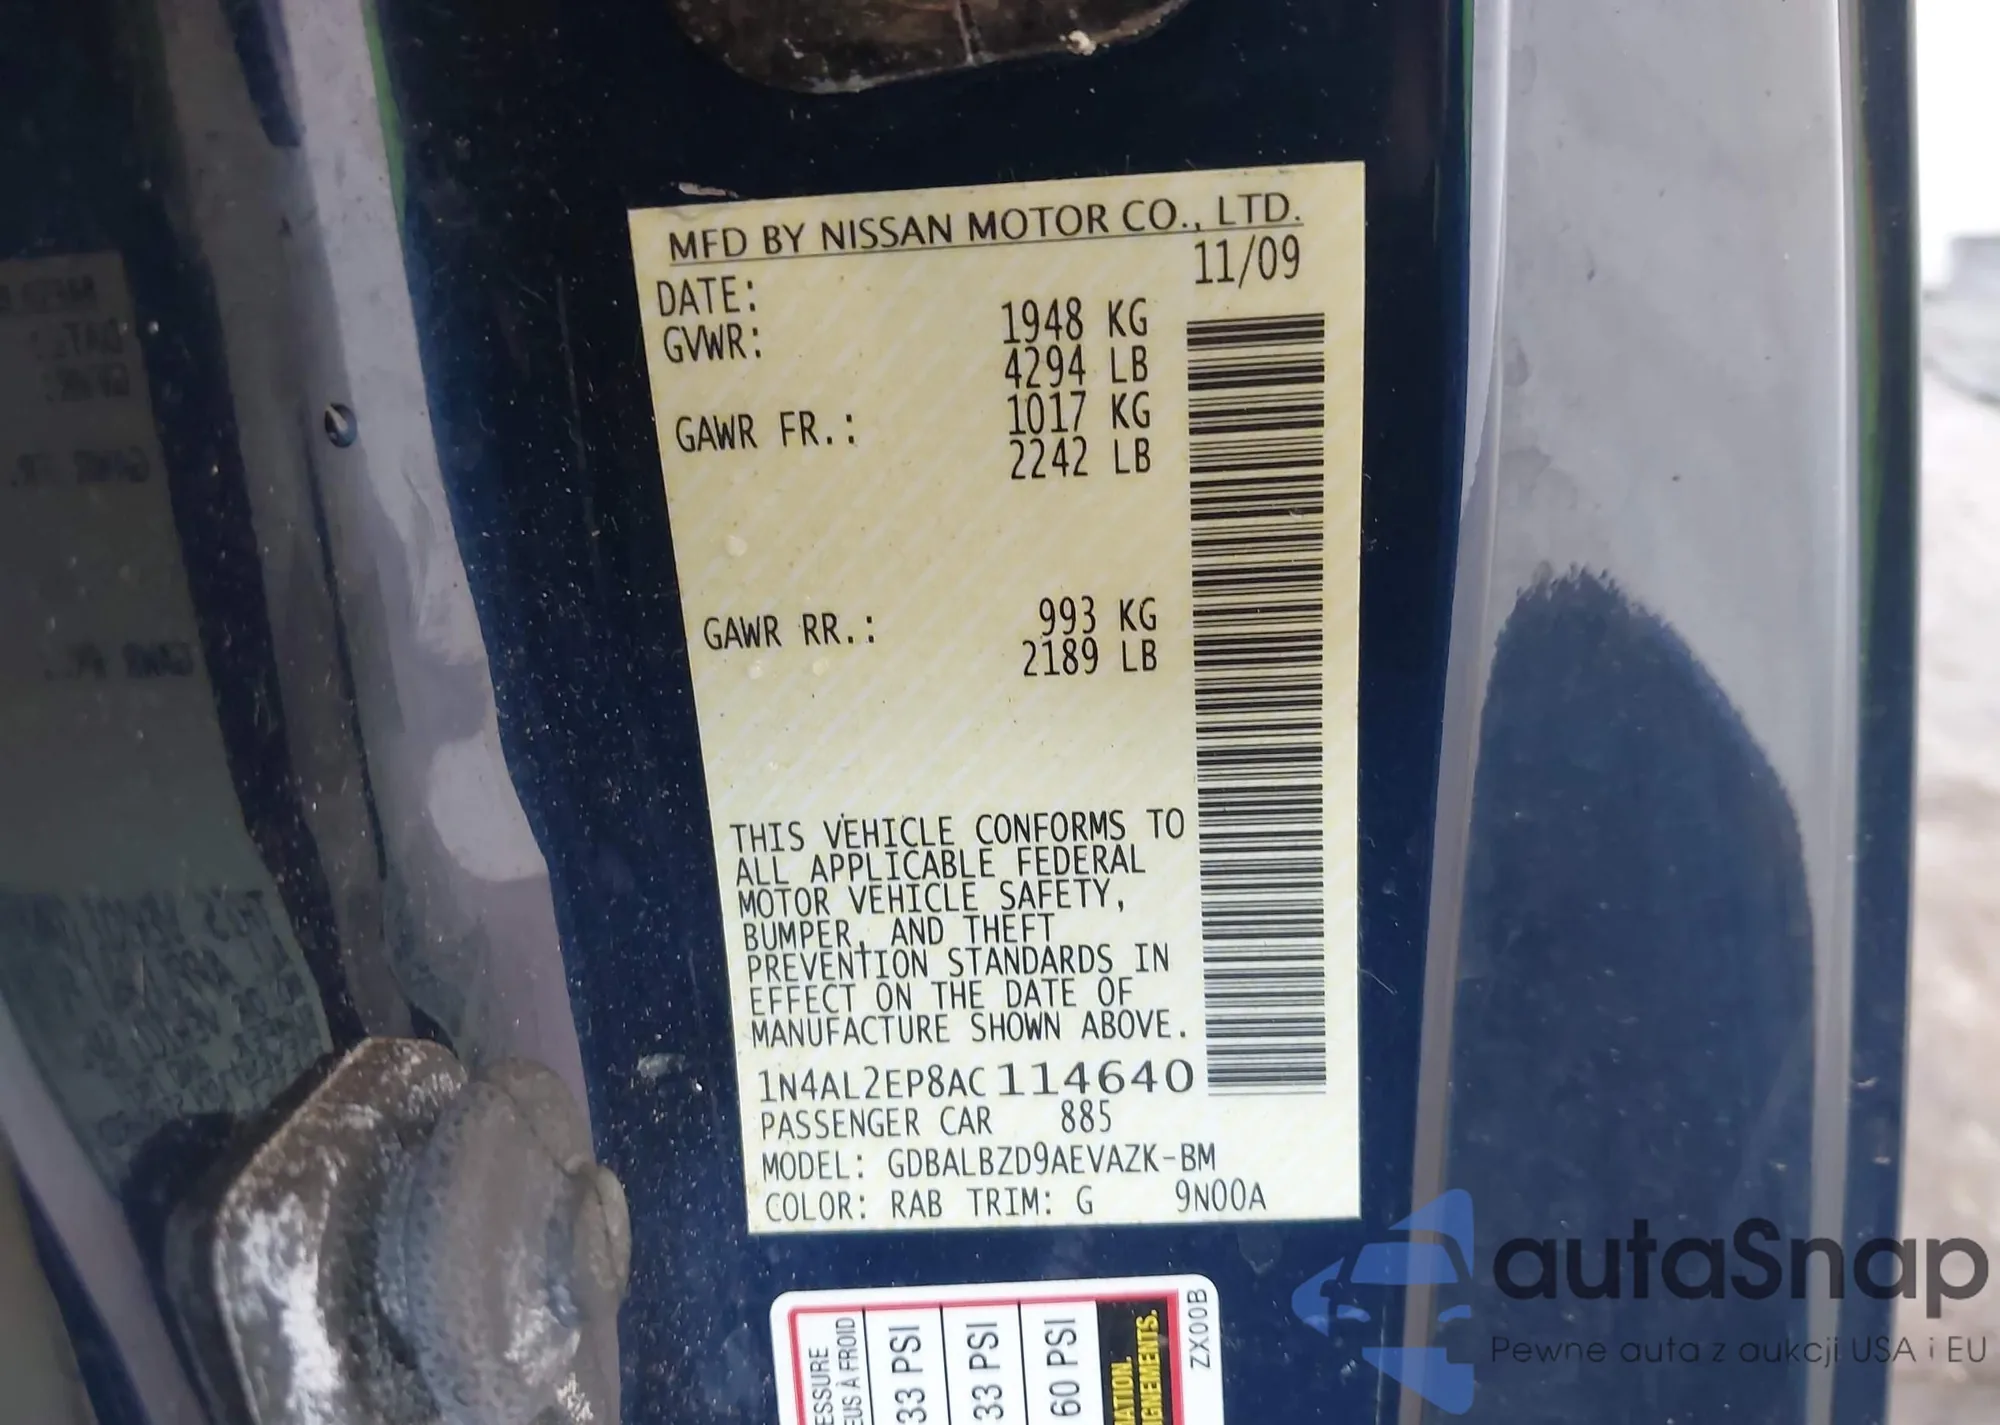 MFD BY NISSAN MOTOR CO., LTD.
DATE: 11/09
GVWR: 1948 KG
4294 LB
GAWR FR.: 1017 KG
2242 LB
GAWR RR.: 993 KG
2189 LB
THIS VEHICLE CONFORMS TO
ALL APPLICABLE FEDERAL
MOTOR VEHICLE SAFETY,
BUMPER, AND THEFT
PREVENTION STANDARDS IN
EFFECT ON THE DATE OF
MANUFACTURE SHOWN ABOVE.
1N4AL2EP8AC114640
PASSENGER CAR 885
MODEL: GDBALBZD9AEVAZK-BM
COLOR: RAB TRIM: G 9N00A
À FROID
33 PSI
33 PSI
60 PSI
ZX00B
autaSnap
Pewne auta z aukcji USA i EU